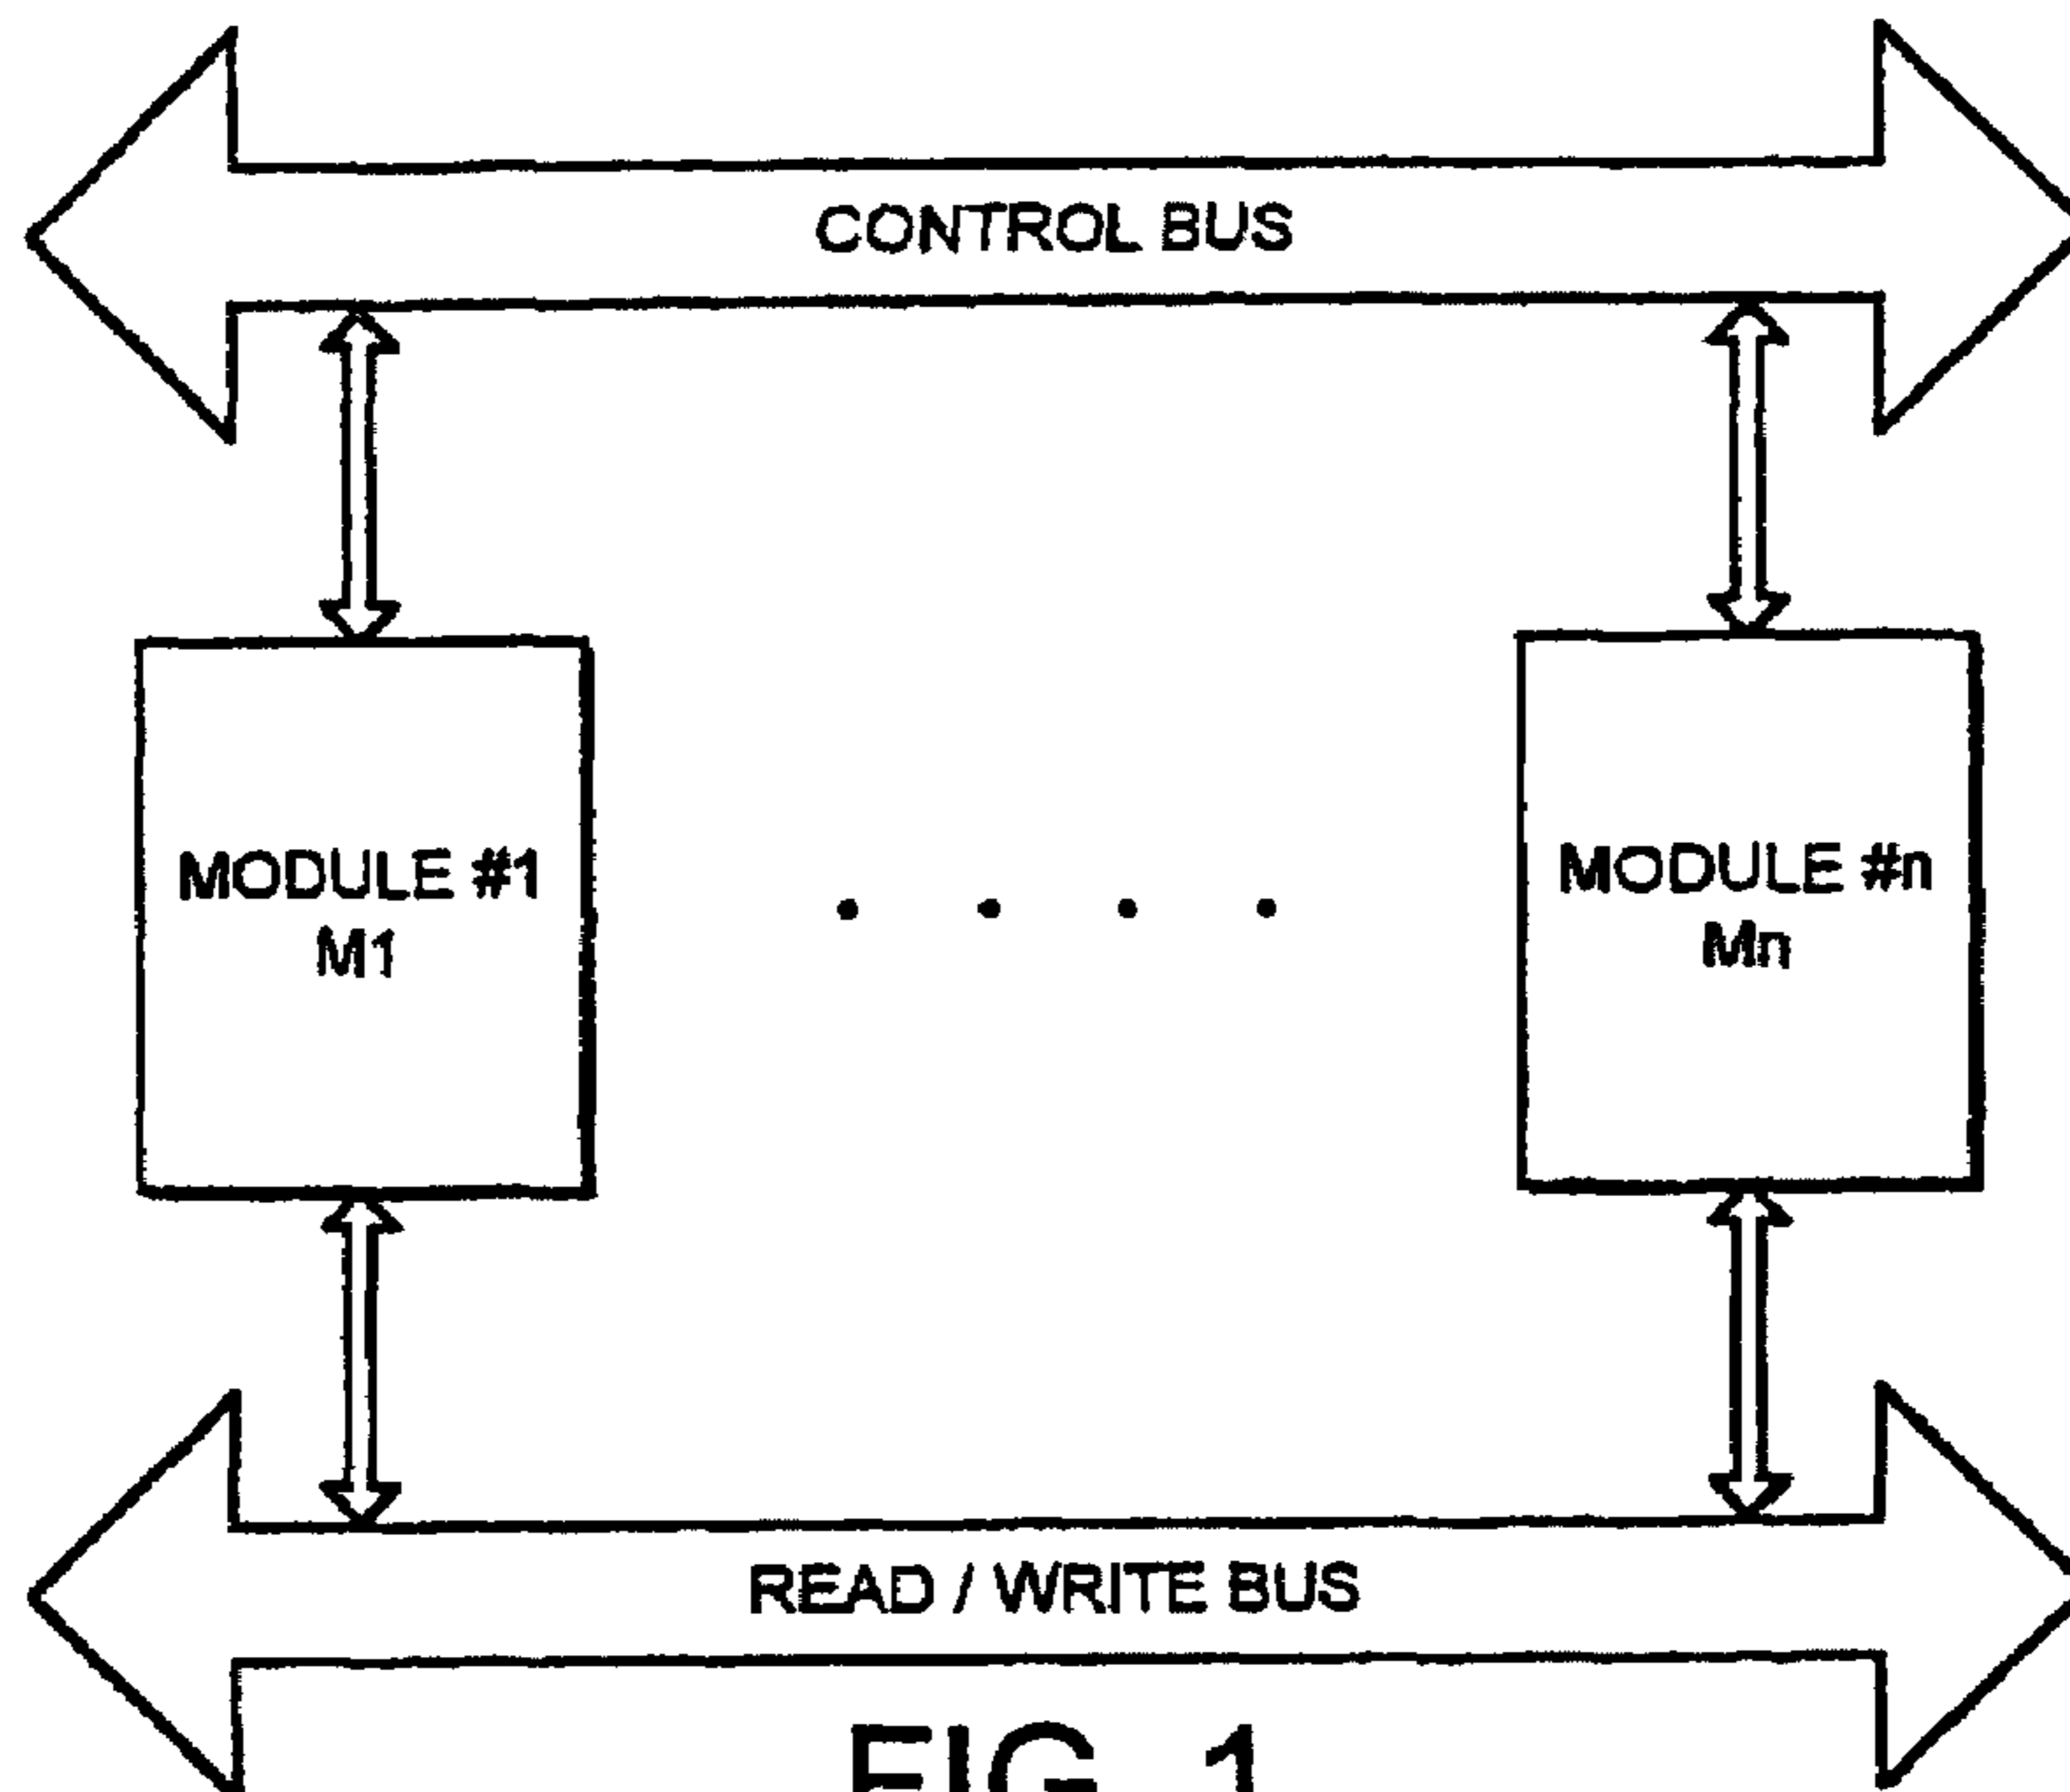 CONTROL BUS
MODULE #1
M1
MODULE #n
Mn
READ / WRITE BUS
FIG. 1